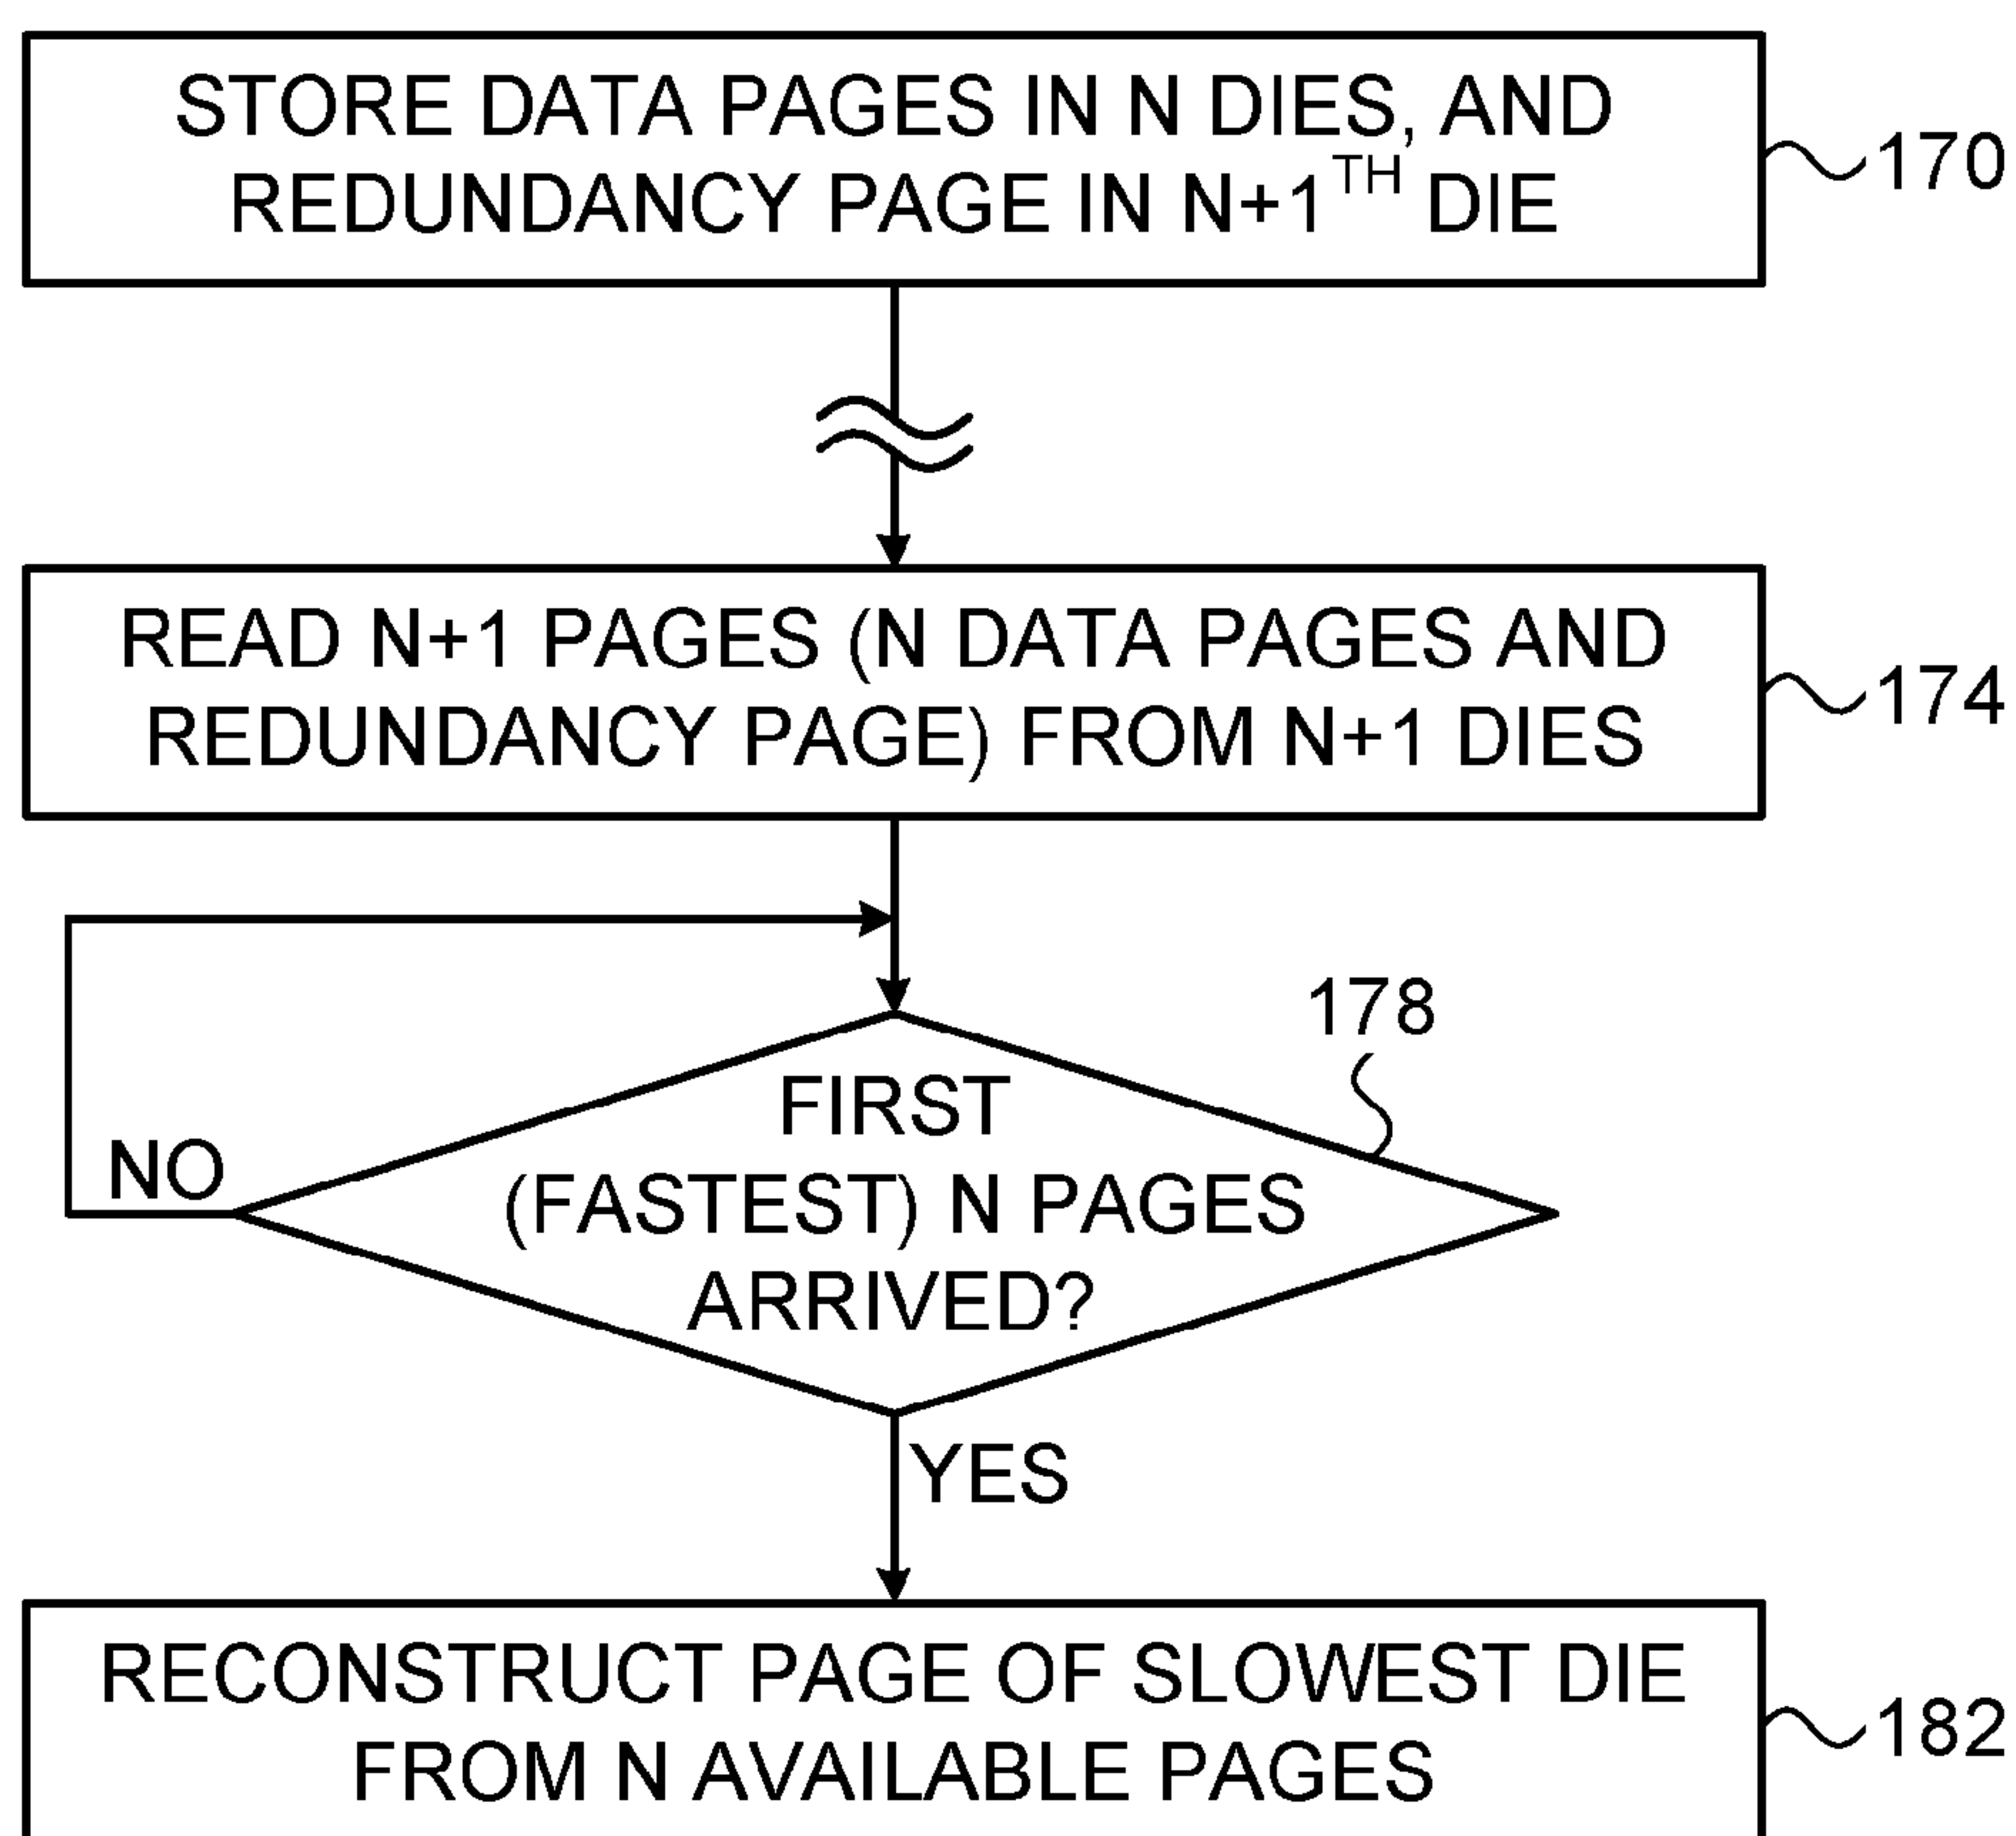 STORE DATA PAGES IN N DIES, AND
REDUNDANCY PAGE IN N+1TH DIE
170
READ N+1 PAGES (N DATA PAGES AND
REDUNDANCY PAGE) FROM N+1 DIES
174
178
FIRST
(FASTEST) N PAGES
ARRIVED?
NO
YES
RECONSTRUCT PAGE OF SLOWEST DIE
FROM N AVAILABLE PAGES
182